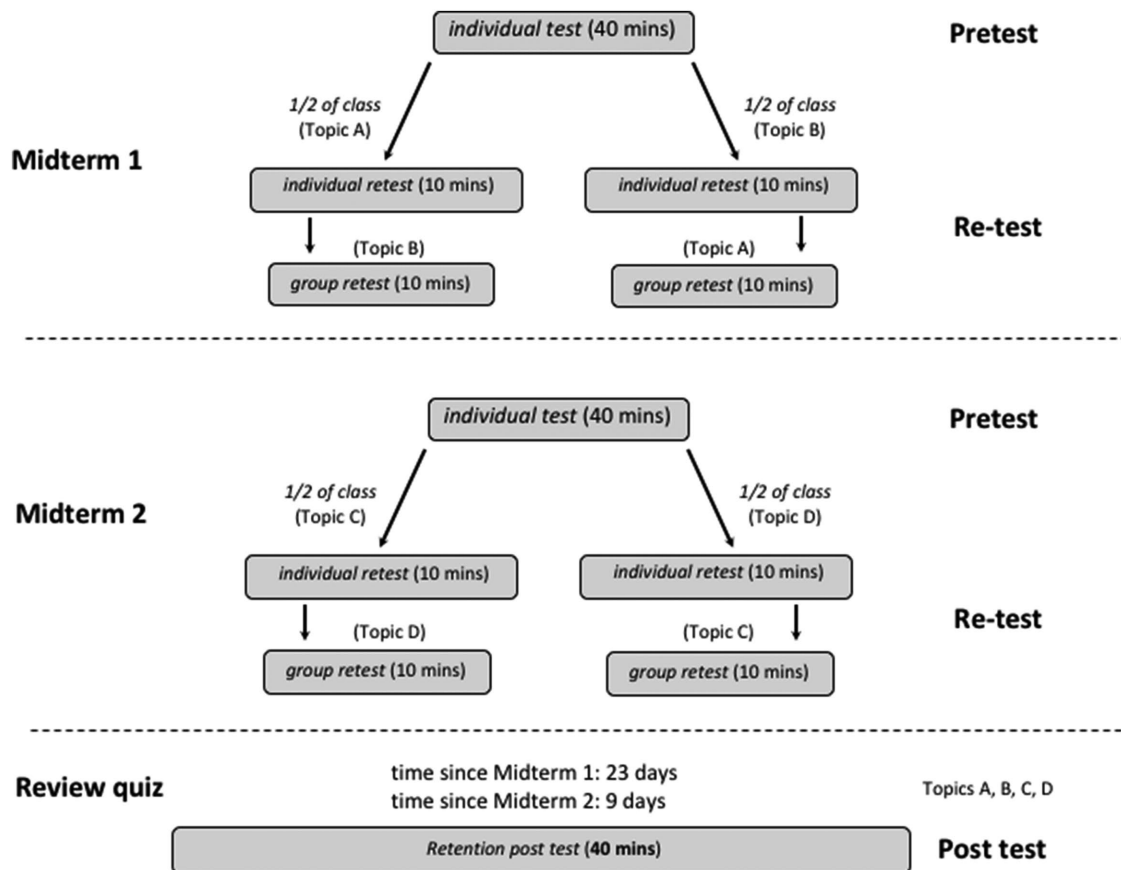 individual test (40 mins)
Pretest
1/2 of class
(Topic A)
1/2 of class
(Topic B)
Midterm 1
individual retest (10 mins)
individual retest (10 mins)
Re-test
(Topic B)
(Topic A)
group retest (10 mins)
group retest (10 mins)
individual test (40 mins)
Pretest
1/2 of class
(Topic C)
1/2 of class
(Topic D)
Midterm 2
individual retest (10 mins)
individual retest (10 mins)
Re-test
(Topic D)
(Topic C)
group retest (10 mins)
group retest (10 mins)
Review quiz
time since Midterm 1: 23 days
time since Midterm 2: 9 days
Topics A, B, C, D
Retention post test (40 mins)
Post test